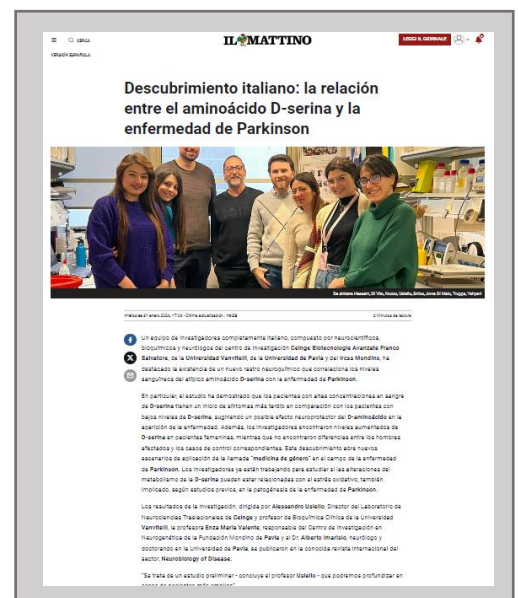 CERCA
IL MATTINO
LEGGI IL GIORNALE
VERSIÓN ESPAÑOLA
Descubrimiento italiano: la relación
entre el aminoácido D-serina y la
enfermedad de Parkinson
Da sinistra Hassan, Di Vito, Nuzzo, Usiello, Errico, Di Maio, Yahyavi
miércoles 31 enero 2024, 17:04 - Última actualización: 19:28
2 Minutos de lectura
Un equipo de investigadores completamente italiano, compuesto por neurocientíficos,
bioquímicos y neurólogos del centro de investigación Ceinge Biotecnologie Avanzate Franco
Salvatore, de la Universidad Vanvitelli, de la Universidad de Pavia y del Irccs Mondino, ha
destacado la existencia de un nuevo rastro neuroquímico que correlaciona los niveles
sanguíneos del atípico aminoácido D-serina con la enfermedad de Parkinson.
En particular, el estudio ha demostrado que los pacientes con altas concentraciones en sangre
de D-serina tienen un inicio de síntomas más tardío en comparación con los pacientes con
bajos niveles de D-serina, sugiriendo un posible efecto neuroprotector del D-aminoácido en la
aparición de la enfermedad. Además, los investigadores encontraron niveles aumentados de
D-serina en pacientes femeninas, mientras que no encontraron diferencias entre los hombres
afectados y los casos de control correspondientes. Este descubrimiento abre nuevos
escenarios de aplicación de la llamada "medicina de género" en el campo de la enfermedad
de Parkinson. Los investigadores ya están trabajando para estudiar si las alteraciones del
metabolismo de la D-serina pueden estar relacionadas con el estrés oxidativo, también
implicado, según estudios previos, en la patogénesis de la enfermedad de Parkinson.
Los resultados de la investigación, dirigida por Alessandro Usiello, Director del Laboratorio de
Neurociencias Traslacionales de Ceinge y profesor de Bioquímica Clínica de la Universidad
Vanvitelli, la profesora Enza Maria Valente, responsable del Centro de Investigación en
Neurogenética de la Fundación Mondino de Pavia y el Dr. Alberto Imarisio, neurólogo y
doctorando en la Universidad de Pavia, se publicaron en la conocida revista internacional del
sector, Neurobiology of Disease.
"Se trata de un estudio preliminar - concluye el profesor Usiello - que podremos profundizar en